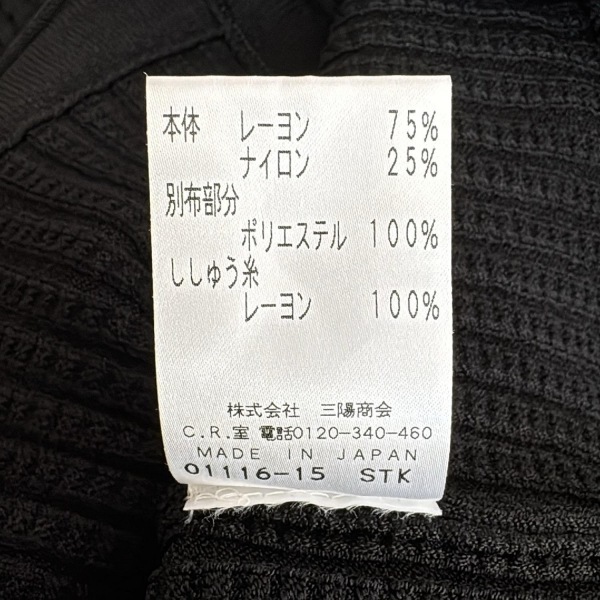 本体 レーヨン 75%
ナイロン 25%
別布部分
ポリエステル 100%
ししゅう糸
レーヨン 100%
株式会社 三陽商会
C.R.室 電話0120-340-460
MADE IN JAPAN
01116-15 STK